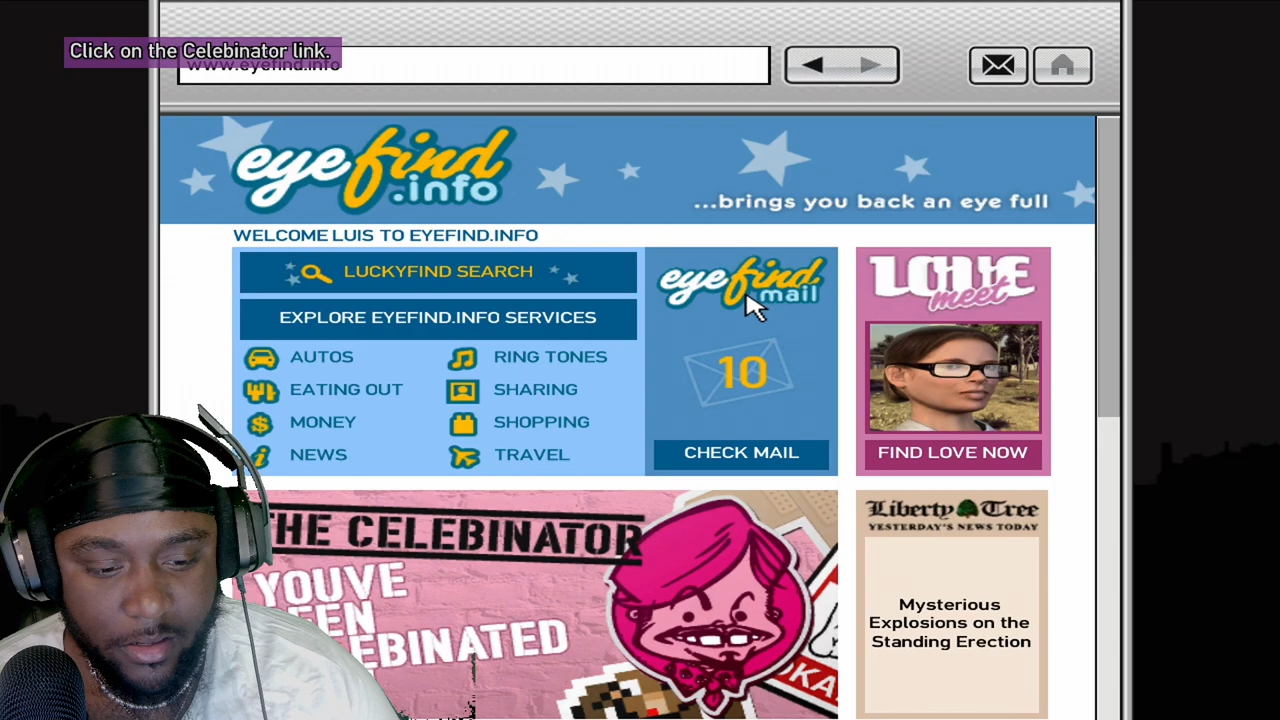 Click on the Celebinator link.
www.eyefind.info
eyefind
.info
...brings you back an eye full
WELCOME LUIS TO EYEFIND.INFO
LUCKYFIND SEARCH
EXPLORE EYEFIND.INFO SERVICES
AUTOS
RING TONES
EATING OUT
SHARING
MONEY
SHOPPING
NEWS
TRAVEL
eyefind
mail
10
CHECK MAIL
LOVE
meet
FIND LOVE NOW
THE CELEBINATOR
YOUVE
Liberty Tree
YESTERDAY'S NEWS TODAY
Mysterious
Explosions on the
Standing Erection